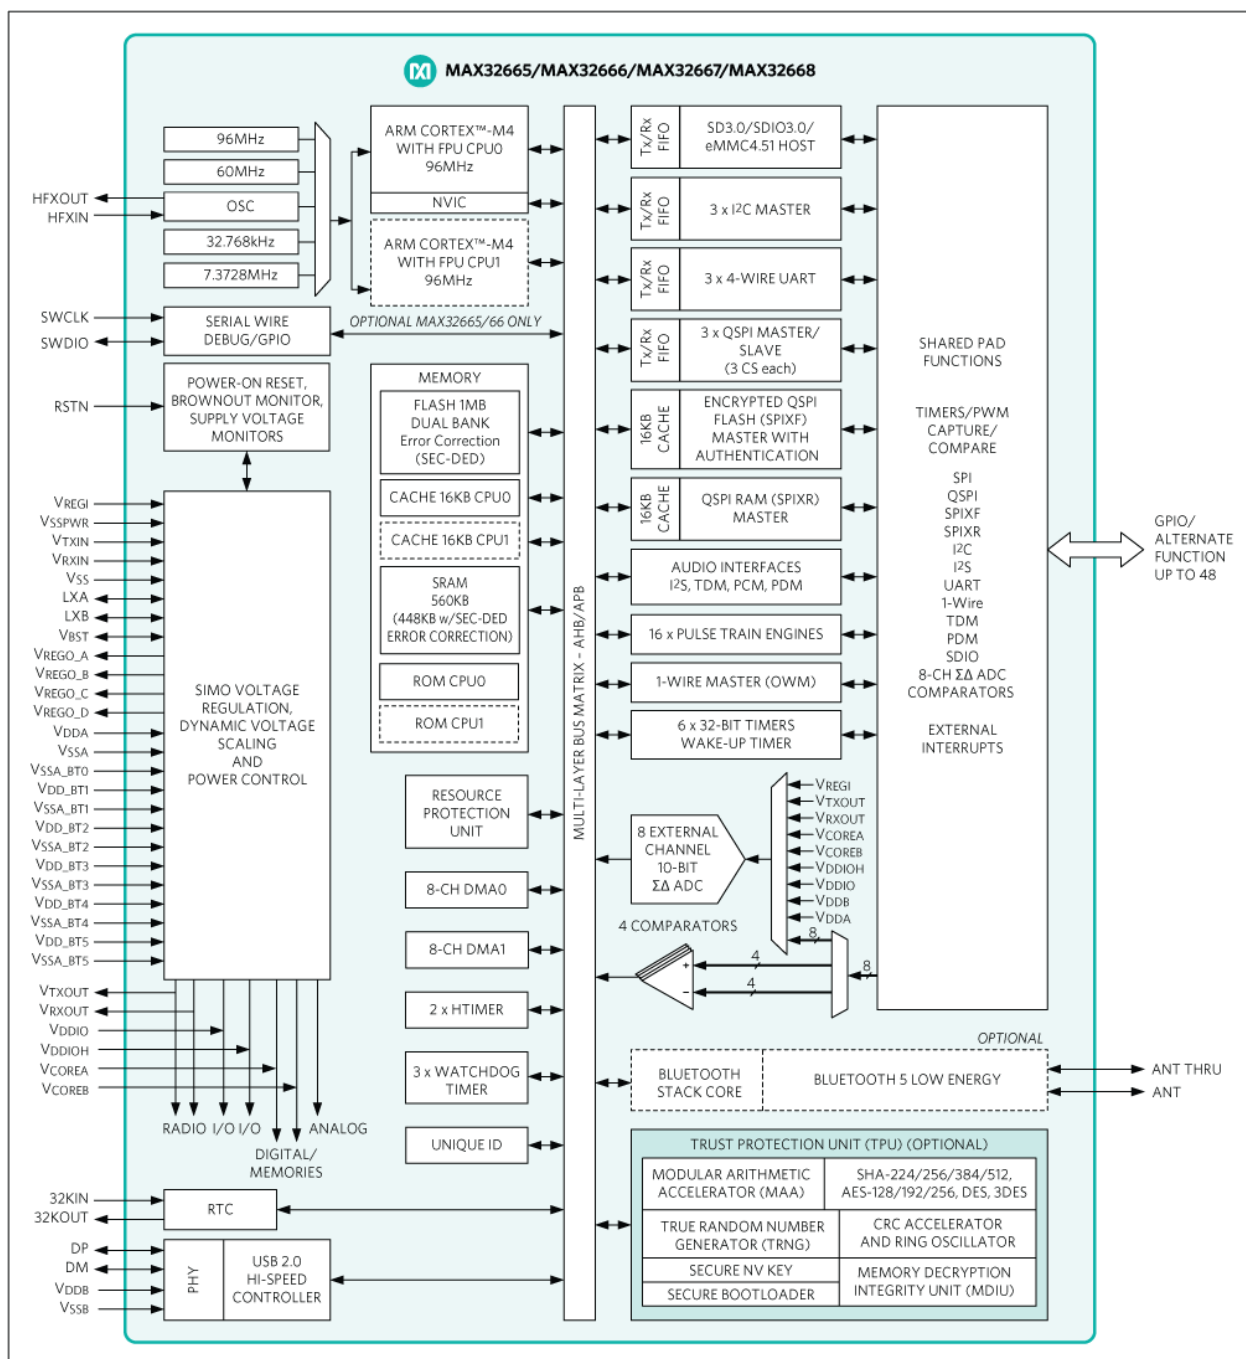 MAX32665/MAX32666/MAX32667/MAX32668
96MHz
60MHz
HFXOUT
HFXIN
OSC
32.768kHz
7.3728MHz
ARM CORTEX™-M4
WITH FPU CPU0
96MHz
NVIC
ARM CORTEX™-M4
WITH FPU CPU1
96MHz
OPTIONAL MAX32665/66 ONLY
SWCLK
SWDIO
SERIAL WIRE
DEBUG/GPIO
RSTN
POWER-ON RESET,
BROWNOUT MONITOR,
SUPPLY VOLTAGE
MONITORS
VREGI
VSSPWR
VTXIN
VRXIN
VSS
LXA
LXB
VBST
VREGO_A
VREGO_B
VREGO_C
VREGO_D
VDDA
VSSA
VSSA_BT0
VDD_BT1
VSSA_BT1
VDD_BT2
VSSA_BT2
VDD_BT3
VSSA_BT3
VDD_BT4
VSSA_BT4
VDD_BT5
VSSA_BT5
SIMO VOLTAGE
REGULATION,
DYNAMIC VOLTAGE
SCALING
AND
POWER CONTROL
VTXOUT
VRXOUT
VDDIO
VDDIOH
VCOREA
VCOREB
RADIO I/O I/O
ANALOG
DIGITAL/
MEMORIES
32KIN
32KOUT
RTC
DP
DM
VDDB
VSSB
PHY
USB 2.0
HI-SPEED
CONTROLLER
MEMORY
FLASH 1MB
DUAL BANK
Error Correction
(SEC-DED)
CACHE 16KB CPU0
CACHE 16KB CPU1
SRAM
560KB
(448KB w/SEC-DED
ERROR CORRECTION)
ROM CPU0
ROM CPU1
RESOURCE
PROTECTION
UNIT
8-CH DMA0
8-CH DMA1
2 x HTIMER
3 x WATCHDOG
TIMER
UNIQUE ID
MULTI-LAYER BUS MATRIX – AHB/APB
Tx/Rx
FIFO
SD3.0/SDIO3.0/
eMMC4.51 HOST
Tx/Rx
FIFO
3 x I²C MASTER
Tx/Rx
FIFO
3 x 4-WIRE UART
Tx/Rx
FIFO
3 x QSPI MASTER/
SLAVE
(3 CS each)
16KB
CACHE
ENCRYPTED QSPI
FLASH (SPIXF)
MASTER WITH
AUTHENTICATION
16KB
CACHE
QSPI RAM (SPIXR)
MASTER
AUDIO INTERFACES
I²S, TDM, PCM, PDM
16 x PULSE TRAIN ENGINES
1-WIRE MASTER (OWM)
6 x 32-BIT TIMERS
WAKE-UP TIMER
8 EXTERNAL
CHANNEL
10-BIT
ΣΔ ADC
VREGI
VTXOUT
VRXOUT
VCOREA
VCOREB
VDDIOH
VDDIO
VDDB
VDDA
8
4 COMPARATORS
+
−
4
4
8
SHARED PAD
FUNCTIONS
TIMERS/PWM
CAPTURE/
COMPARE
SPI
QSPI
SPIXF
SPIXR
I²C
I²S
UART
1-Wire
TDM
PDM
SDIO
8-CH ΣΔ ADC
COMPARATORS
EXTERNAL
INTERRUPTS
GPIO/
ALTERNATE
FUNCTION
UP TO 48
OPTIONAL
BLUETOOTH
STACK CORE
BLUETOOTH 5 LOW ENERGY
ANT THRU
ANT
TRUST PROTECTION UNIT (TPU) (OPTIONAL)
MODULAR ARITHMETIC
ACCELERATOR (MAA)
SHA-224/256/384/512,
AES-128/192/256, DES, 3DES
TRUE RANDOM NUMBER
GENERATOR (TRNG)
CRC ACCELERATOR
AND RING OSCILLATOR
SECURE NV KEY
SECURE BOOTLOADER
MEMORY DECRYPTION
INTEGRITY UNIT (MDIU)